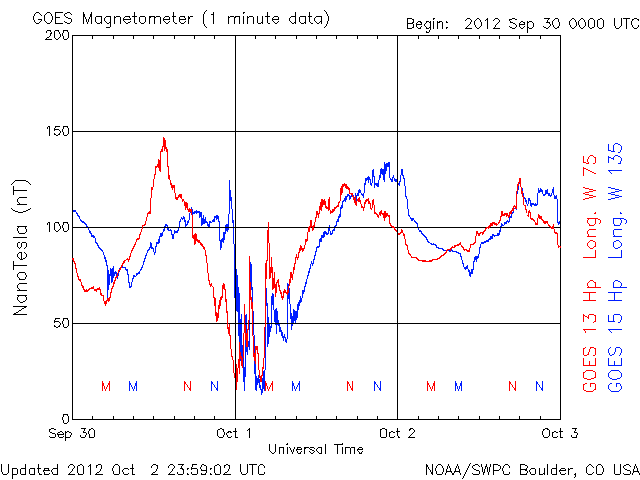 GOES Magnetometer (1 minute data) Begin: 2012 Sep 30 0000 UTC
200
150
100
50
0
NanoTesla (nT)
M M N N M M N N M M N N
Sep 30 Oct 1 Oct 2 Oct 3
Universal Time
GOES 13 Hp Long. W 75
GOES 15 Hp Long. W 135
Updated 2012 Oct 2 23:59:02 UTC NOAA/SWPC Boulder, CO USA